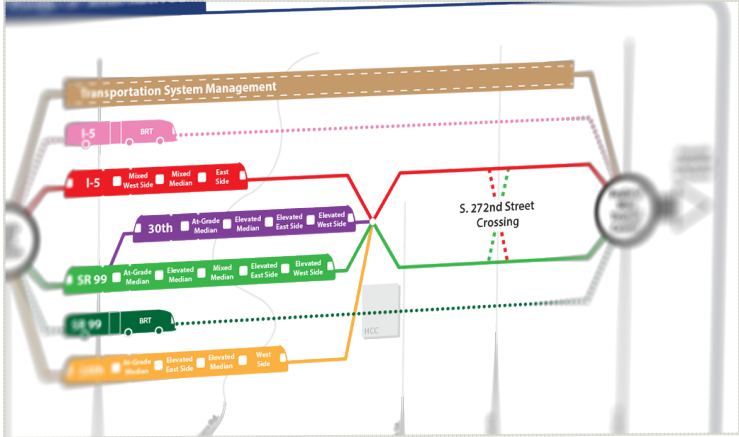 Transportation System Management
I-5
BRT
I-5
Mixed
West Side
Mixed
Median
East
Side
30th
At-Grade
Median
Elevated
Median
Elevated
East Side
Elevated
West Side
S. 272nd Street
Crossing
SR 99
At-Grade
Median
Elevated
Median
Mixed
Median
Elevated
East Side
Elevated
West Side
SR 99
BRT
HCC
At-Grade
Median
Elevated
East Side
Elevated
Median
West
Side